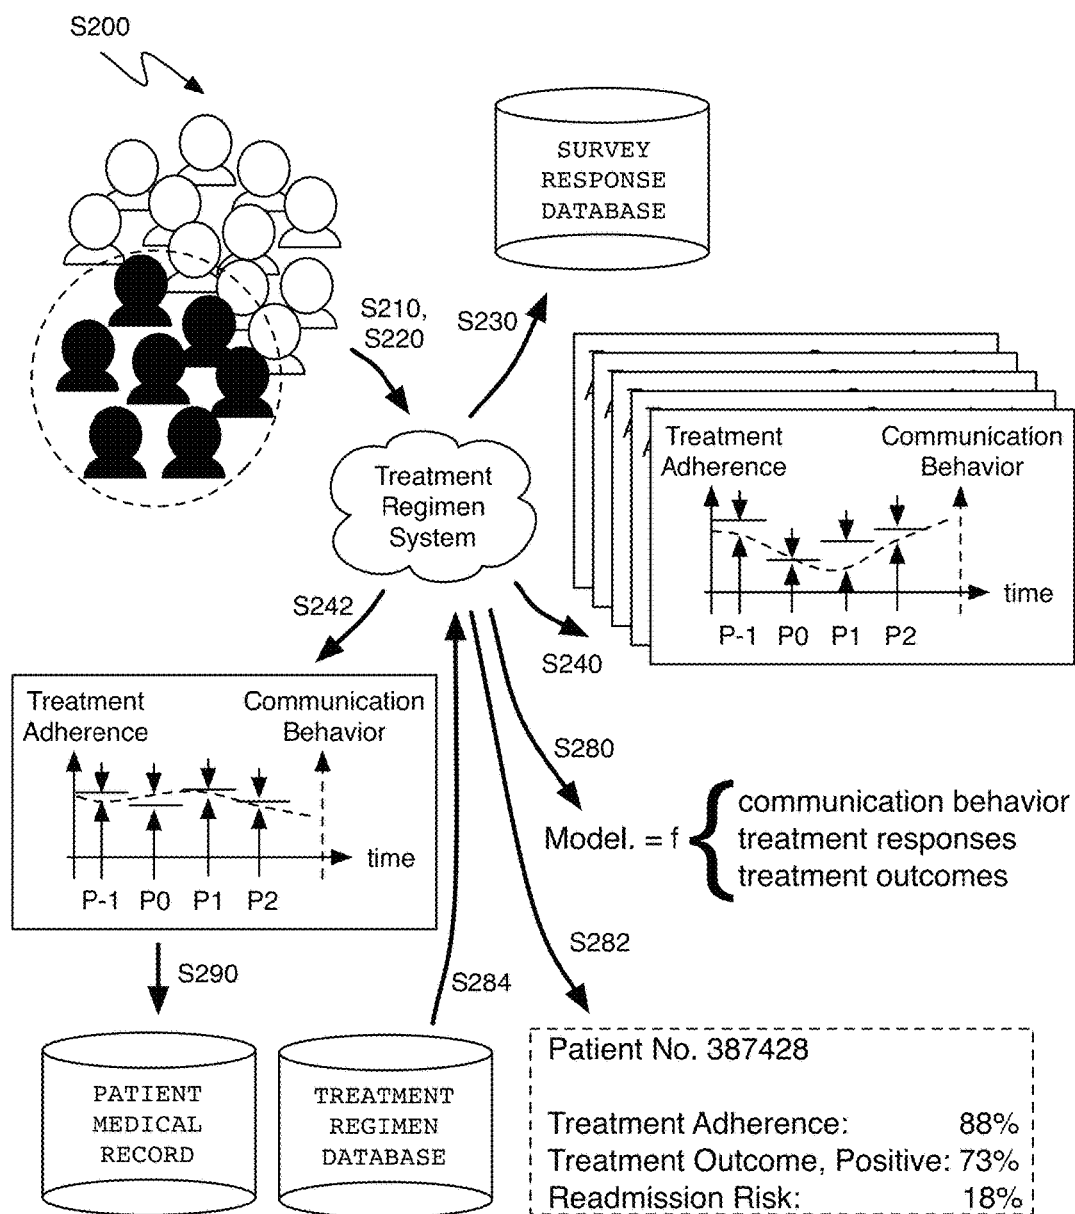 S200
SURVEY
RESPONSE
DATABASE
S210,
S220
S230
Treatment
Adherence
Communication
Behavior
time
P-1 P0 P1 P2
Treatment
Regimen
System
S242
S240
Treatment
Adherence
Communication
Behavior
time
P-1 P0 P1 P2
S280
Model. = f
communication behavior
treatment responses
treatment outcomes
S290
S284
S282
PATIENT
MEDICAL
RECORD
TREATMENT
REGIMEN
DATABASE
Patient No. 387428
Treatment Adherence: 88%
Treatment Outcome, Positive: 73%
Readmission Risk: 18%